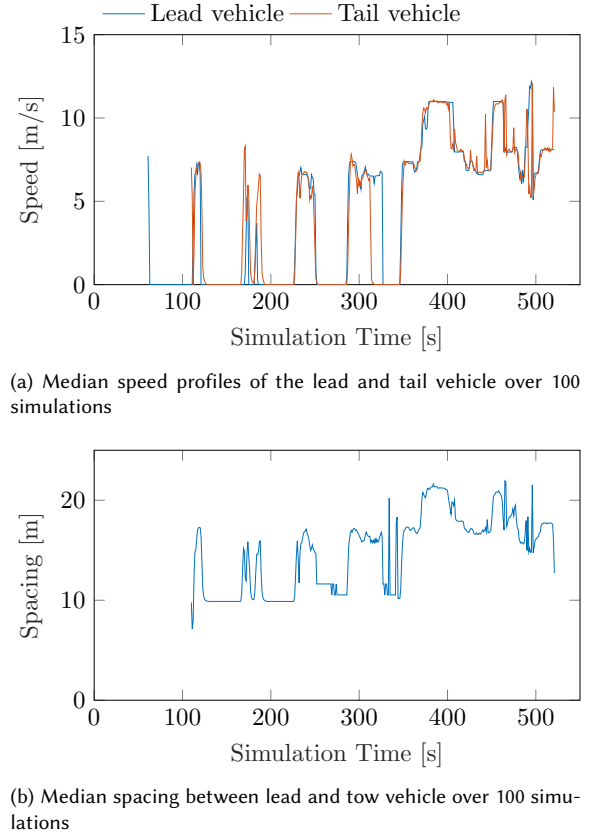 Lead vehicle Tail vehicle
15
10
5
0
Speed [m/s]
0 100 200 300 400 500
Simulation Time [s]
(a) Median speed profiles of the lead and tail vehicle over 100
simulations
20
10
0
Spacing [m]
0 100 200 300 400 500
Simulation Time [s]
(b) Median spacing between lead and tow vehicle over 100 simu-
lations